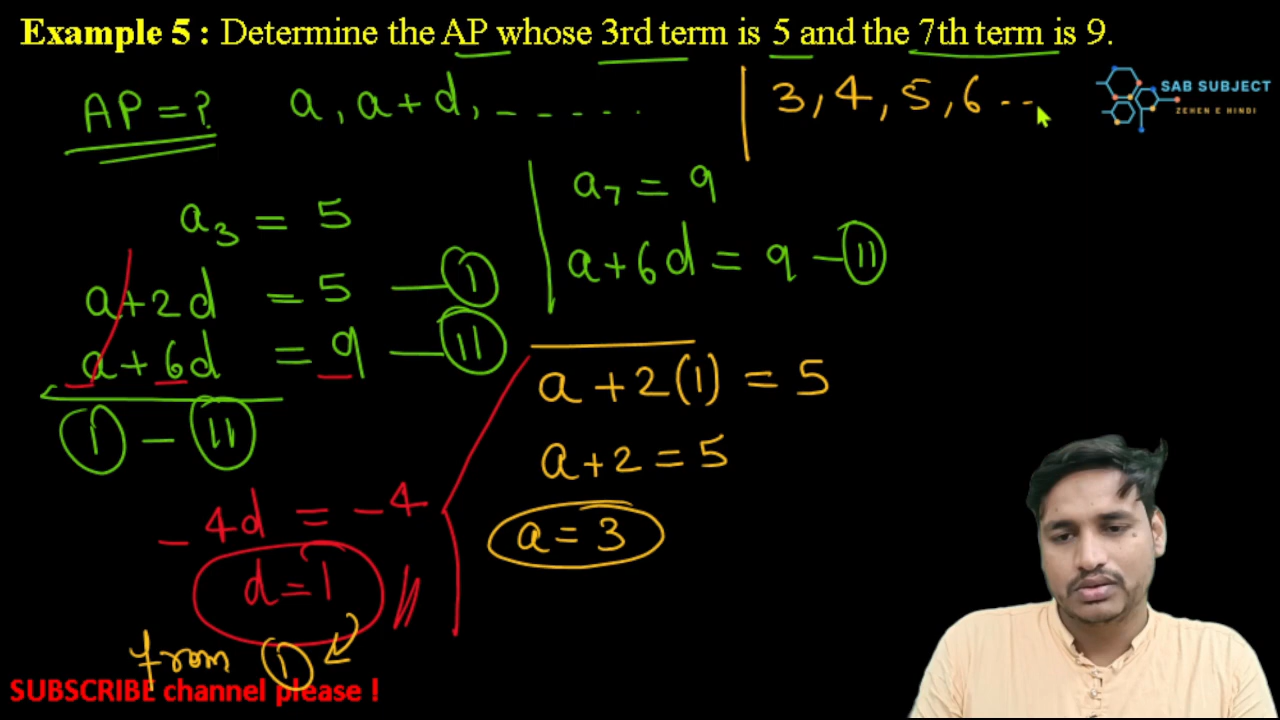 Example 5 : Determine the AP whose 3rd term is 5 and the 7th term is 9.
AP = ? a, a + d, - - - - - . .
3, 4, 5, 6 - -
SAB SUBJECT
ZEHEN E HINDI
a₃ = 5
a + 2d = 5 — I
a + 6d = 9 — II
I — II
- 4d = - 4
d = 1
from I
a₇ = 9
a + 6d = 9 — II
a + 2(1) = 5
a + 2 = 5
a = 3
SUBSCRIBE channel please !